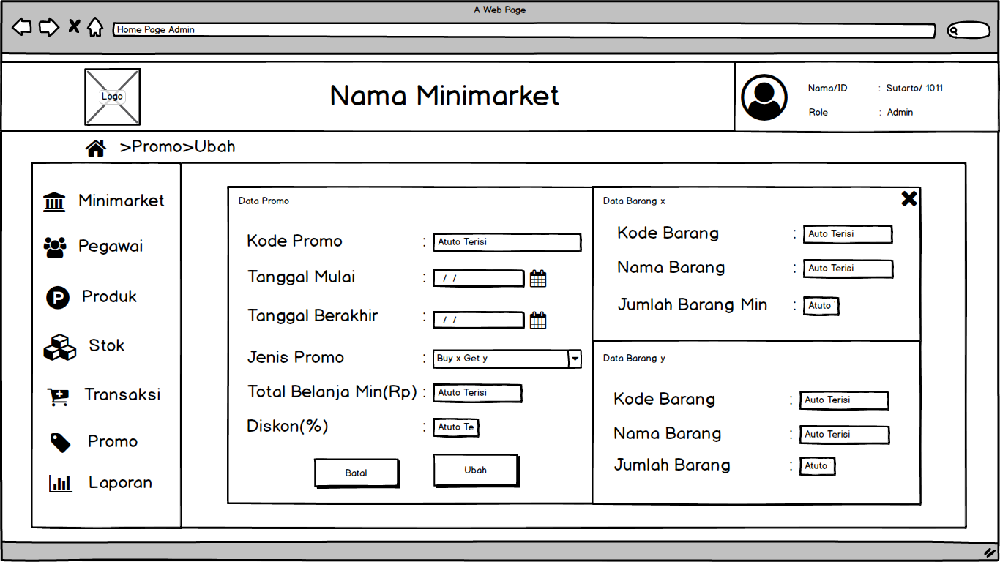 A Web Page
Home Page Admin
Logo
Nama Minimarket
Nama/ID : Sutarto/ 1011
Role : Admin
>Promo>Ubah
Minimarket
Pegawai
P Produk
Stok
Transaksi
Promo
Laporan
Data Promo
Kode Promo : Atuto Terisi
Tanggal Mulai : / /
Tanggal Berakhir : / /
Jenis Promo : Buy x Get y
Total Belanja Min(Rp) : Atuto Terisi
Diskon(%) : Atuto Te
Batal
Ubah
Data Barang x
Kode Barang : Auto Terisi
Nama Barang : Auto Terisi
Jumlah Barang Min : Atuto
Data Barang y
Kode Barang : Auto Terisi
Nama Barang : Auto Terisi
Jumlah Barang : Atuto